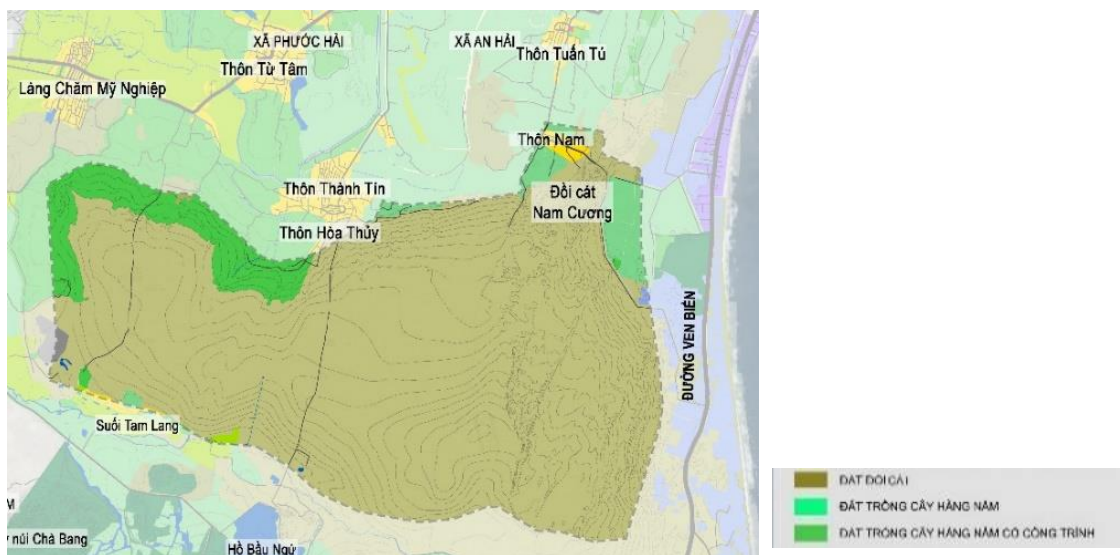 XÃ PHƯỚC HẢI
XÃ AN HẢI
Thôn Từ Tâm
Thôn Tuấn Tú
Làng Chăm Mỹ Nghiệp
Thôn Nam
Thôn Thành Tín
Đồi cát
Nam Cương
Thôn Hòa Thủy
ĐƯỜNG VEN BIỂN
Suối Tam Lang
M
núi Chà Bang
Hồ Bầu Ngứ
ĐẤT ĐỒI CÁT
ĐẤT TRỒNG CÂY HÀNG NĂM
ĐẤT TRỒNG CÂY HÀNG NĂM CÓ CÔNG TRÌNH